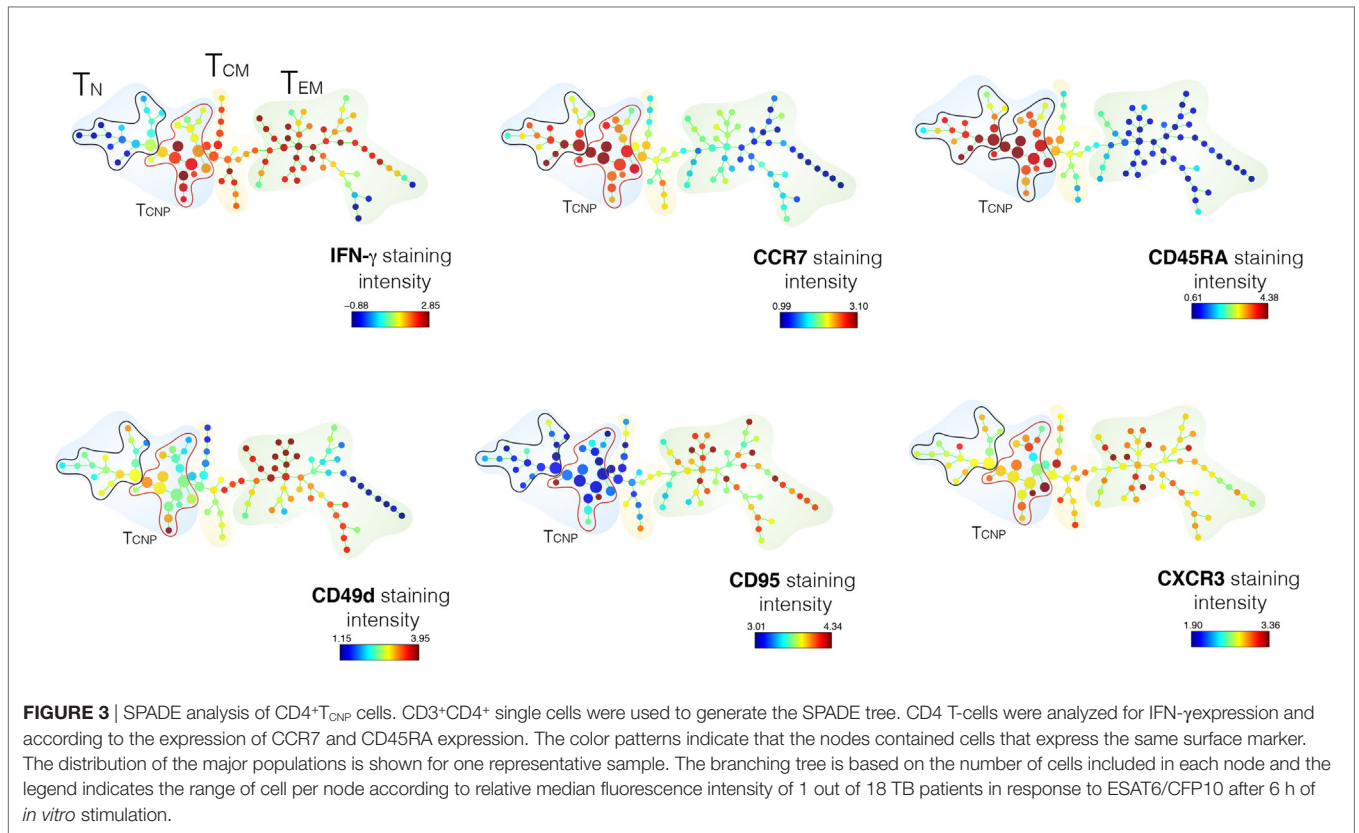 TN
TCM
TEM
TCNP
TCNP
TCNP
IFN-γ staining
intensity
−0.88 2.85
CCR7 staining
intensity
0.99 3.10
CD45RA staining
intensity
0.61 4.38
TCNP
TCNP
TCNP
CD49d staining
intensity
1.15 3.95
CD95 staining
intensity
3.01 4.34
CXCR3 staining
intensity
1.90 3.36
FIGURE 3 | SPADE analysis of CD4+TCNP cells. CD3+CD4+ single cells were used to generate the SPADE tree. CD4 T-cells were analyzed for IFN-γexpression and
according to the expression of CCR7 and CD45RA expression. The color patterns indicate that the nodes contained cells that express the same surface marker.
The distribution of the major populations is shown for one representative sample. The branching tree is based on the number of cells included in each node and the
legend indicates the range of cell per node according to relative median fluorescence intensity of 1 out of 18 TB patients in response to ESAT6/CFP10 after 6 h of
in vitro stimulation.